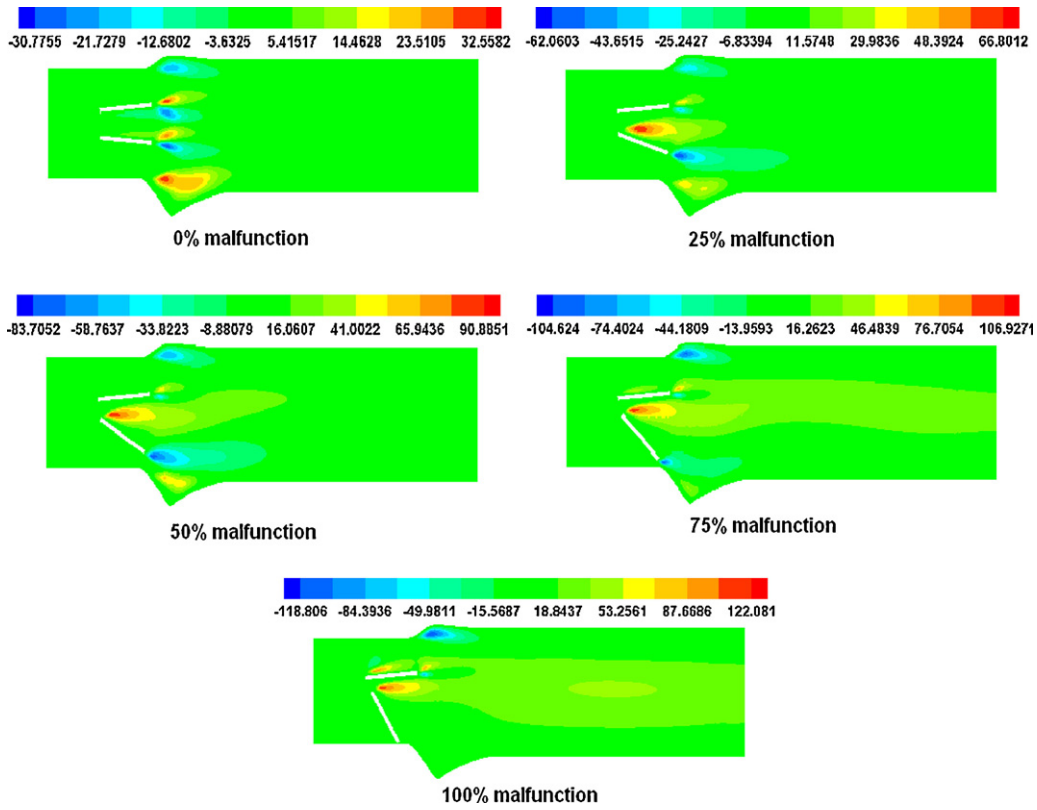 -30.7755 -21.7279 -12.6802 -3.6325 5.41517 14.4628 23.5105 32.5582
0% malfunction
-62.0603 -43.6515 -25.2427 -6.83394 11.5748 29.9836 48.3924 66.8012
25% malfunction
-83.7052 -58.7637 -33.8223 -8.88079 16.0607 41.0022 65.9436 90.8851
50% malfunction
-104.624 -74.4024 -44.1809 -13.9593 16.2623 46.4839 76.7054 106.9271
75% malfunction
-118.806 -84.3936 -49.9811 -15.5687 18.8437 53.2561 87.6686 122.081
100% malfunction